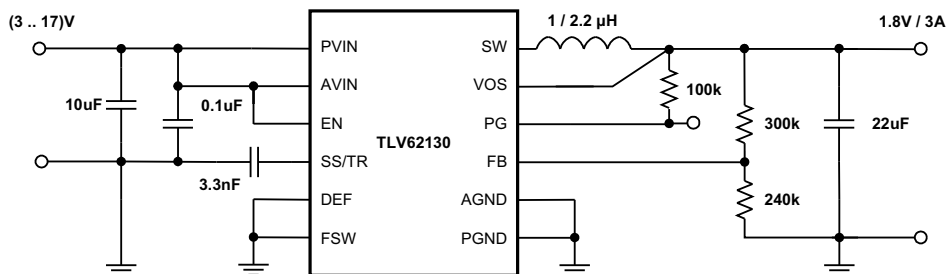 (3 .. 17)V
1 / 2.2 µH
1.8V / 3A
PVIN
SW
AVIN
VOS
10uF
0.1uF
100k
EN
PG
300k
22uF
TLV62130
SS/TR
FB
3.3nF
DEF
AGND
240k
FSW
PGND